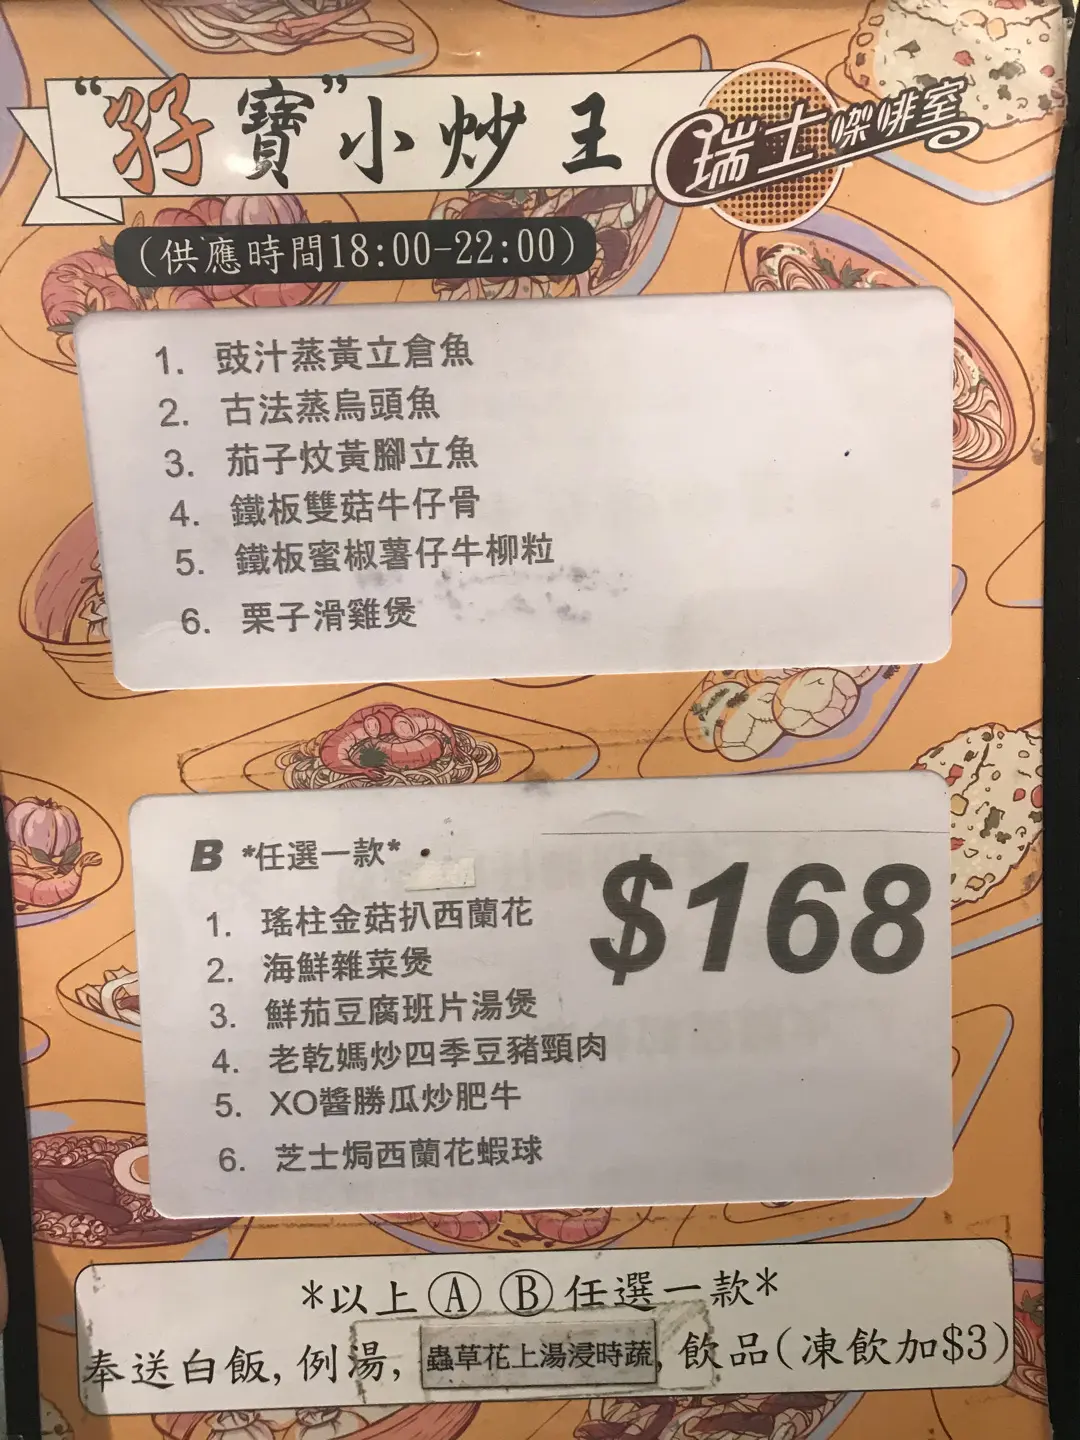 “孖寶”小炒王
瑞士㗎啡室
(供應時間18:00-22:00)
1. 豉汁蒸黃立倉魚
2. 古法蒸烏頭魚
3. 茄子炆黃腳立魚
4. 鐵板雙菇牛仔骨
5. 鐵板蜜椒薯仔牛柳粒
6. 栗子滑雞煲
B *任選一款*
$168
1. 瑤柱金菇扒西蘭花
2. 海鮮雜菜煲
3. 鮮茄豆腐班片湯煲
4. 老乾媽炒四季豆豬頸肉
5. XO醬勝瓜炒肥牛
6. 芝士焗西蘭花蝦球
*以上Ⓐ Ⓑ任選一款*
奉送白飯, 例湯, 蟲草花上湯浸時蔬, 飲品(凍飲加$3)